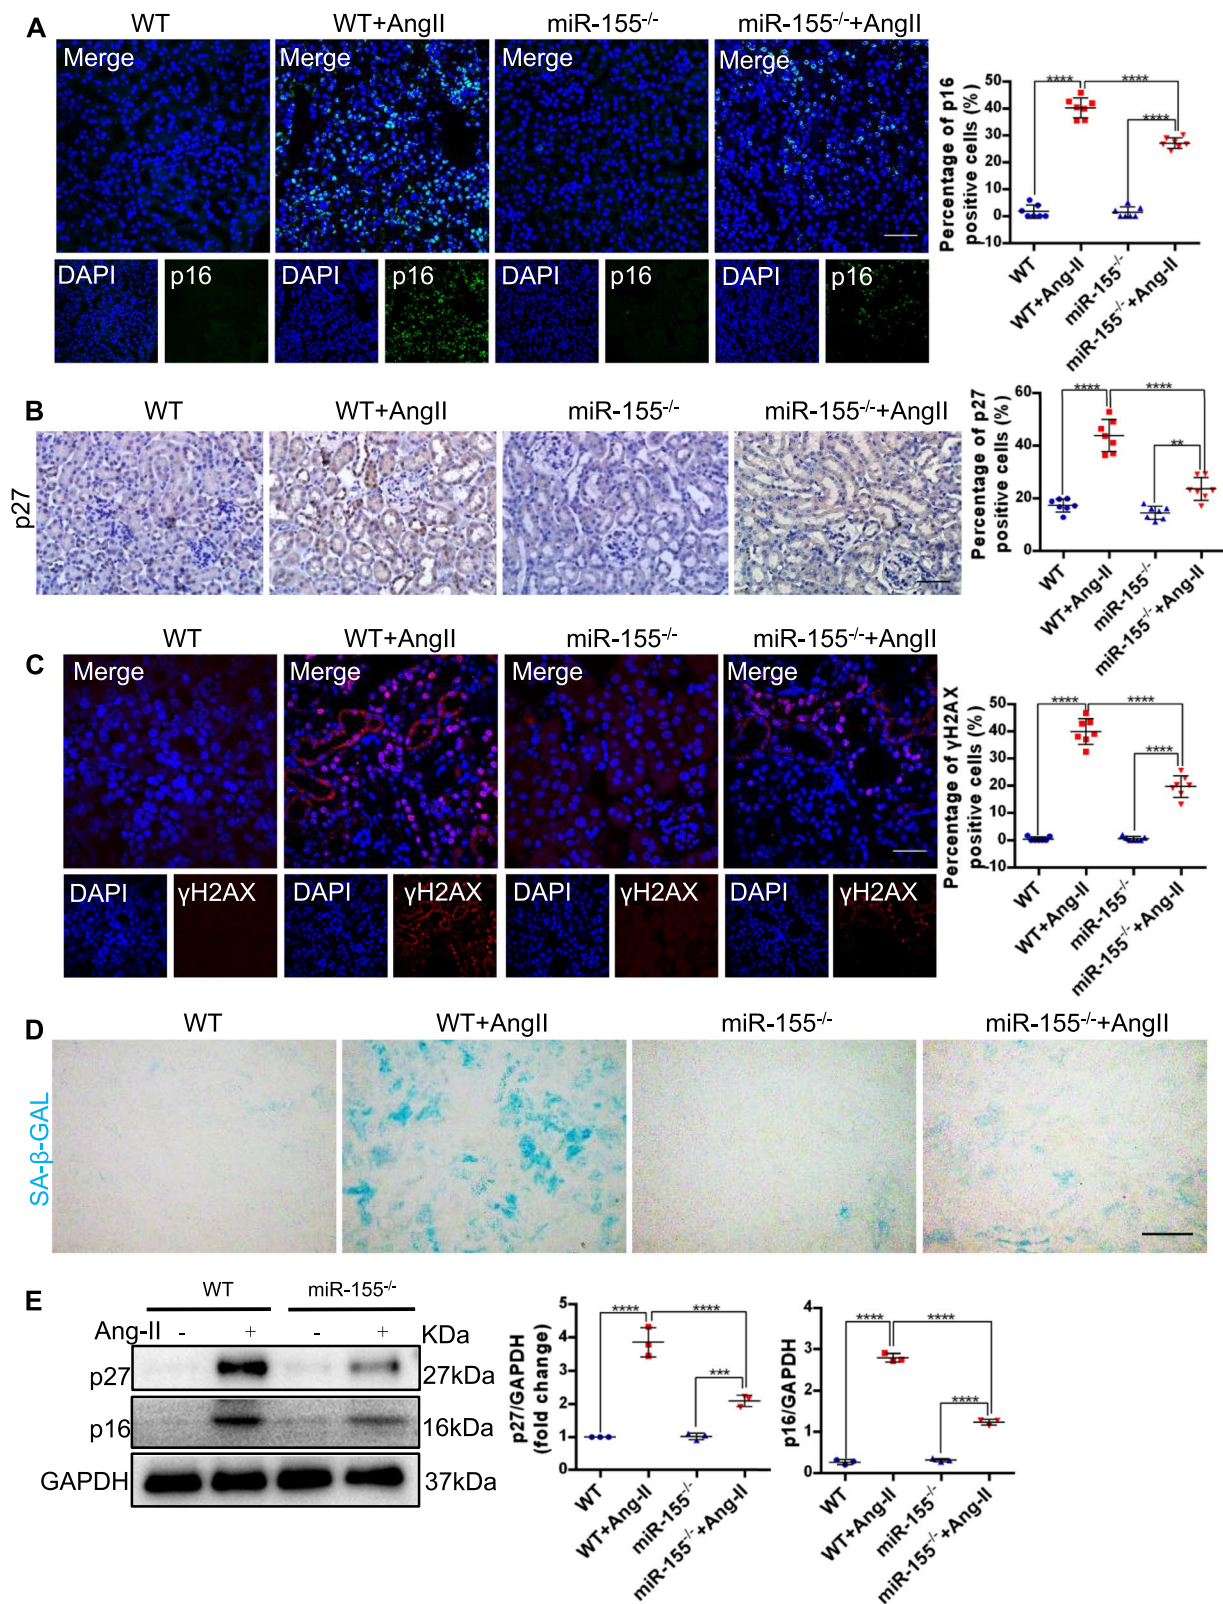 A
WT WT+AngII miR-155-/- miR-155-/-+AngII
Merge Merge Merge Merge
DAPI p16 DAPI p16 DAPI p16 DAPI p16
Percentage of p16
positive cells (%)
50
40
30
20
10
0
-10
**** ****
****
WT WT+Ang-II miR-155-/- miR-155-/-+Ang-II
B
WT WT+AngII miR-155-/- miR-155-/-+AngII
p27
Percentage of p27
positive cells (%)
60
40
20
0
**** ****
**
WT WT+Ang-II miR-155-/- miR-155-/-+Ang-II
C
WT WT+AngII miR-155-/- miR-155-/-+AngII
Merge Merge Merge Merge
DAPI γH2AX DAPI γH2AX DAPI γH2AX DAPI γH2AX
Percentage of γH2AX
positive cells (%)
50
40
30
20
10
0
-10
**** ****
****
WT WT+Ang-II miR-155-/- miR-155-/-+Ang-II
D
WT WT+AngII miR-155-/- miR-155-/-+AngII
SA-β-GAL
E
WT miR-155-/-
Ang-II - + - + KDa
p27 27kDa
p16 16kDa
GAPDH 37kDa
p27/GAPDH
(fold change)
5
4
3
2
1
0
**** ****
***
WT WT+Ang-II miR-155-/- miR-155-/-+Ang-II
p16/GAPDH
4
3
2
1
0
**** ****
****
WT WT+Ang-II miR-155-/- miR-155-/-+Ang-II